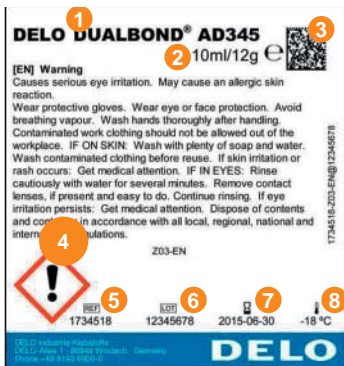 1
DELO DUALBOND® AD345
3
2 10ml/12g ℮
[EN] Warning
Causes serious eye irritation. May cause an allergic skin
reaction.
Wear protective gloves. Wear eye or face protection. Avoid
breathing vapour. Wash hands thoroughly after handling.
Contaminated work clothing should not be allowed out of the
workplace. IF ON SKIN: Wash with plenty of soap and water.
Wash contaminated clothing before reuse. If skin irritation or
rash occurs: Get medical attention. IF IN EYES: Rinse
cautiously with water for several minutes. Remove contact
lenses, if present and easy to do. Continue rinsing. If eye
irritation persists: Get medical attention. Dispose of contents
and in accordance with all local, regional, national and
1734518-Z03-EN@12345678
Z03-EN
4
5 6 7 8
REF LOT
1734518 12345678 2015-06-30 -18 ºC
DELO Industrie Klebstoffe
DELO-Allee 1 - 86949 Windach - Germany
Phone +49 8193 9900-0
DELO